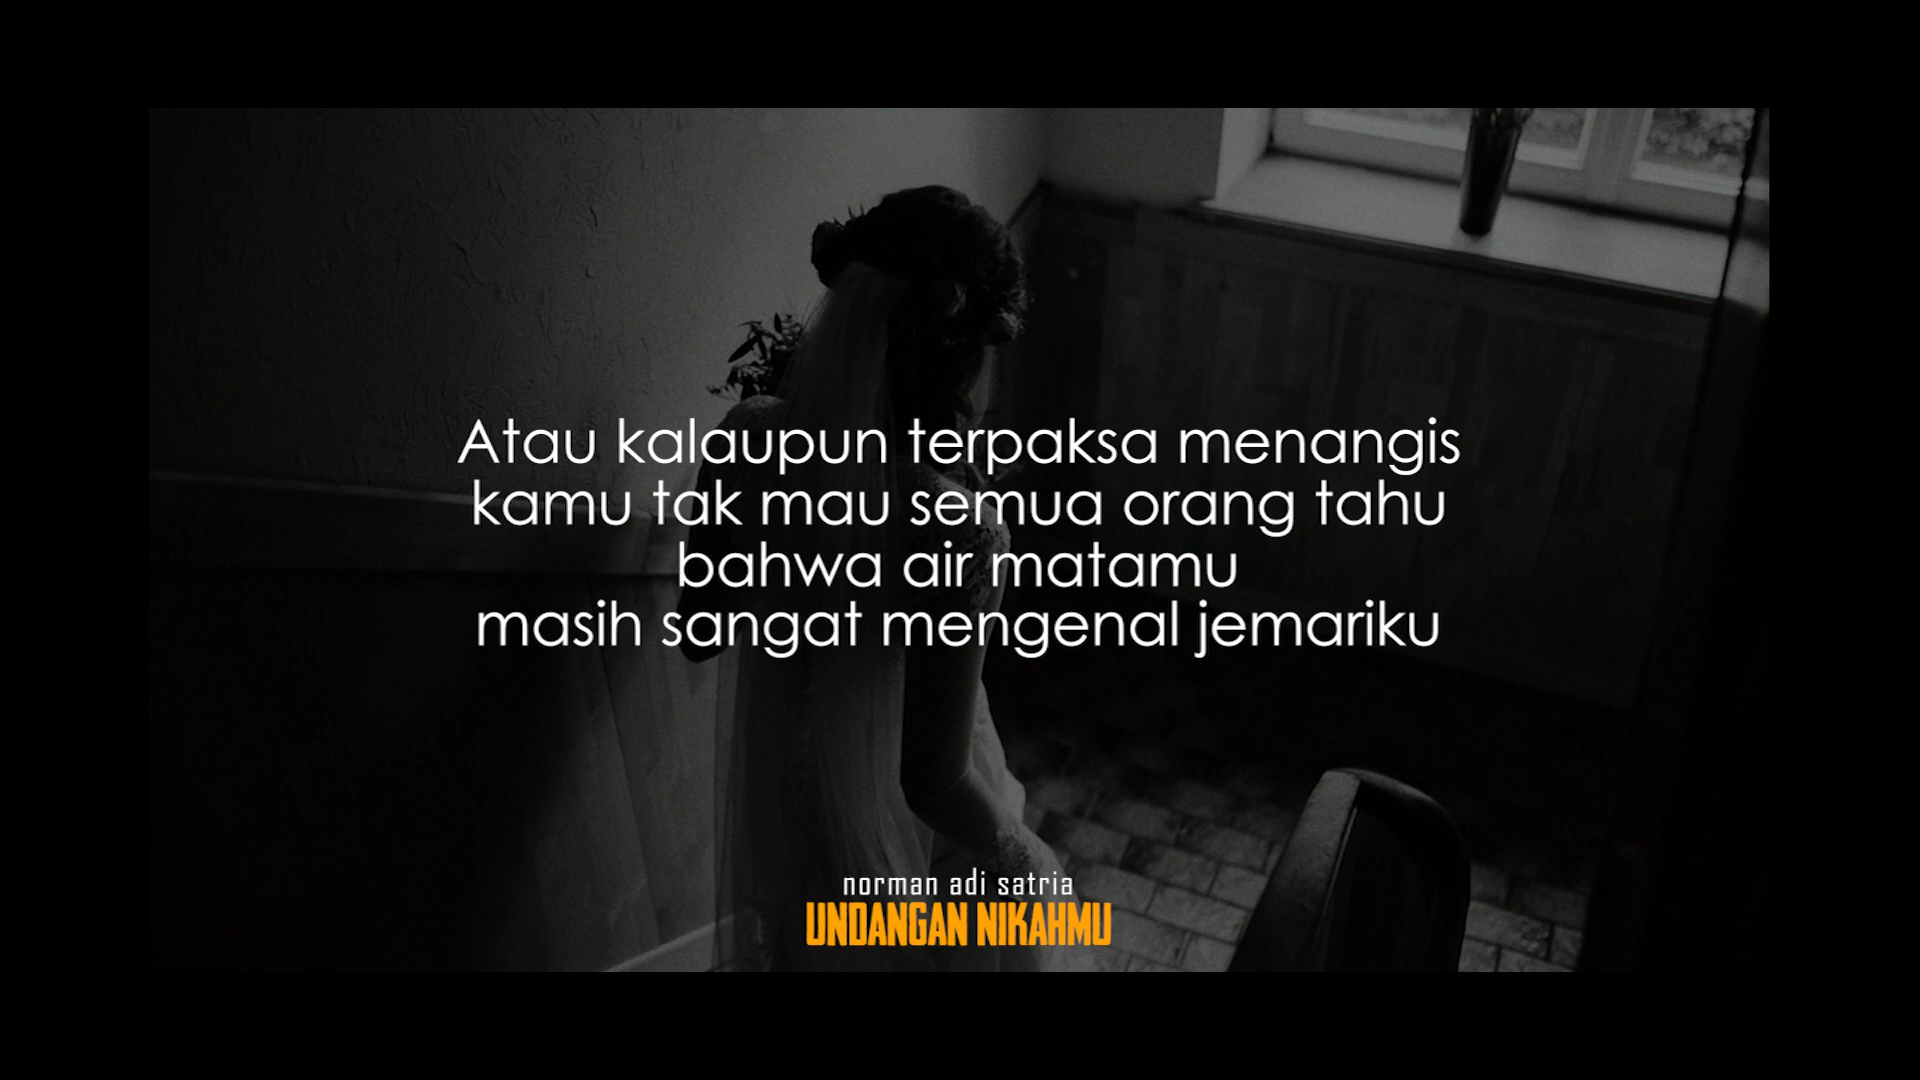 Atau kalaupun terpaksa menangis
kamu tak mau semua orang tahu
bahwa air matamu
masih sangat mengenal jemariku
norman adi satria
UNDANGAN NIKAHMU